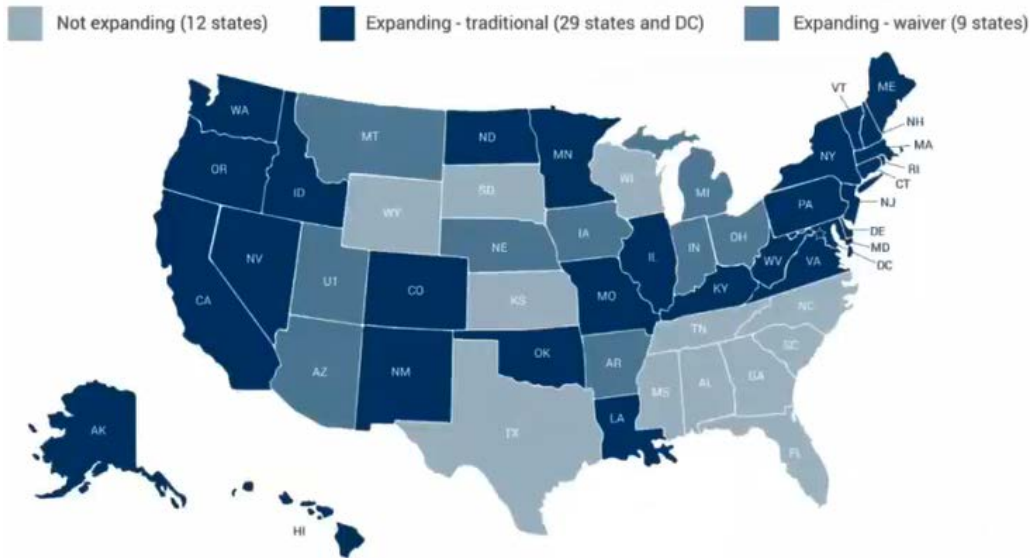 Not expanding (12 states) Expanding - traditional (29 states and DC) Expanding - waiver (9 states)
ME
VT
WA
NH
MT
ND
MN
MA
OR
NY
ID
SD
WI
RI
CT
MI
WY
PA
NJ
IA
NE
OH
DE
NV
IN
MD
IL
UT
WV
VA
DC
CO
CA
KS
MO
KY
NC
TN
OK
SC
AZ
NM
AR
MS
AL
GA
LA
AK
TX
FL
HI